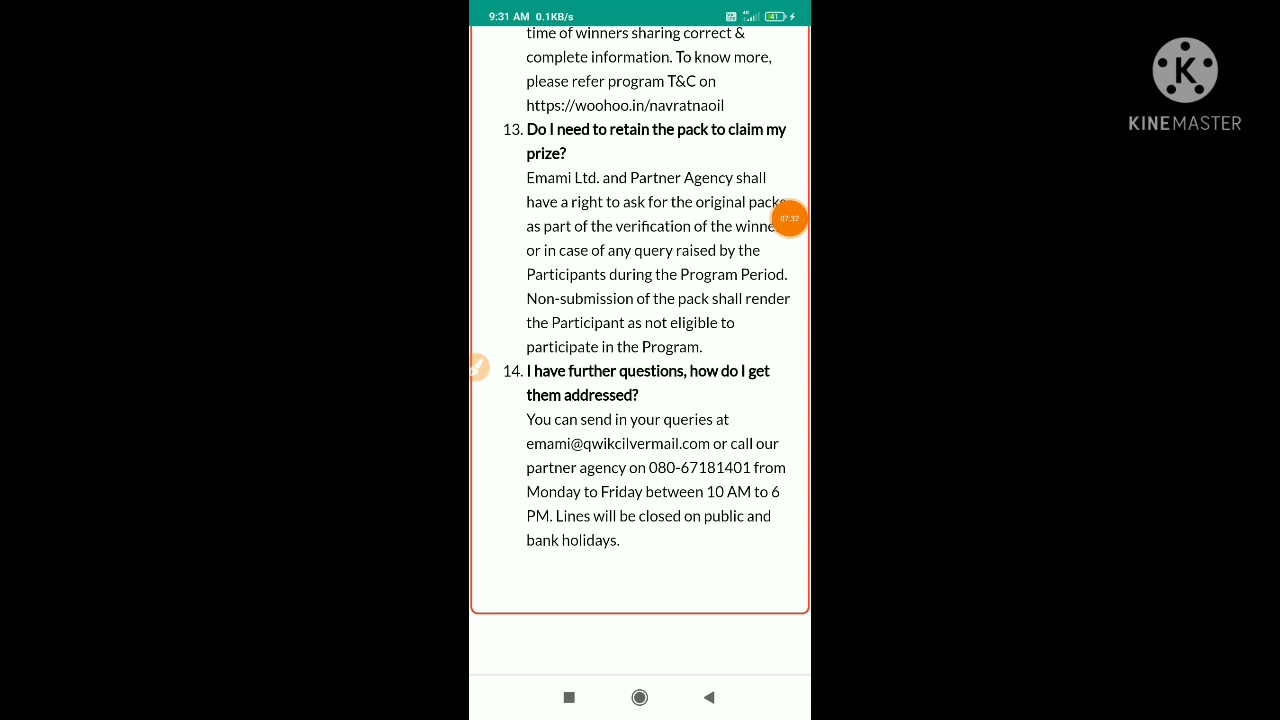 9:31 AM 0.1KB/s
4G
41
time of winners sharing correct &
complete information. To know more,
please refer program T&C on
https://woohoo.in/navratnaoil
13. Do I need to retain the pack to claim my
prize?
Emami Ltd. and Partner Agency shall
have a right to ask for the original packs
as part of the verification of the winner
or in case of any query raised by the
Participants during the Program Period.
Non-submission of the pack shall render
the Participant as not eligible to
participate in the Program.
14. I have further questions, how do I get
them addressed?
You can send in your queries at
emami@qwikcilvermail.com or call our
partner agency on 080-67181401 from
Monday to Friday between 10 AM to 6
PM. Lines will be closed on public and
bank holidays.
07:32
K
KINEMASTER